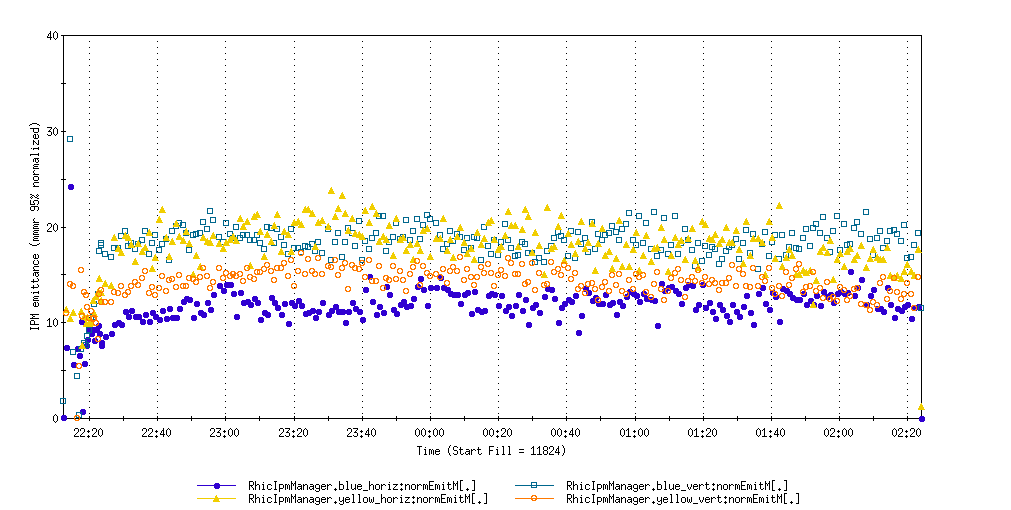 40
30
20
10
0
IPM emittance (mmmr 95% normalized)
22:20 22:40 23:00 23:20 23:40 00:00 00:20 00:40 01:00 01:20 01:40 02:00 02:20
Time (Start Fill = 11824)
RhicIpmManager.blue_horiz:normEmitM[.] RhicIpmManager.blue_vert:normEmitM[.]
RhicIpmManager.yellow_horiz:normEmitM[.] RhicIpmManager.yellow_vert:normEmitM[.]